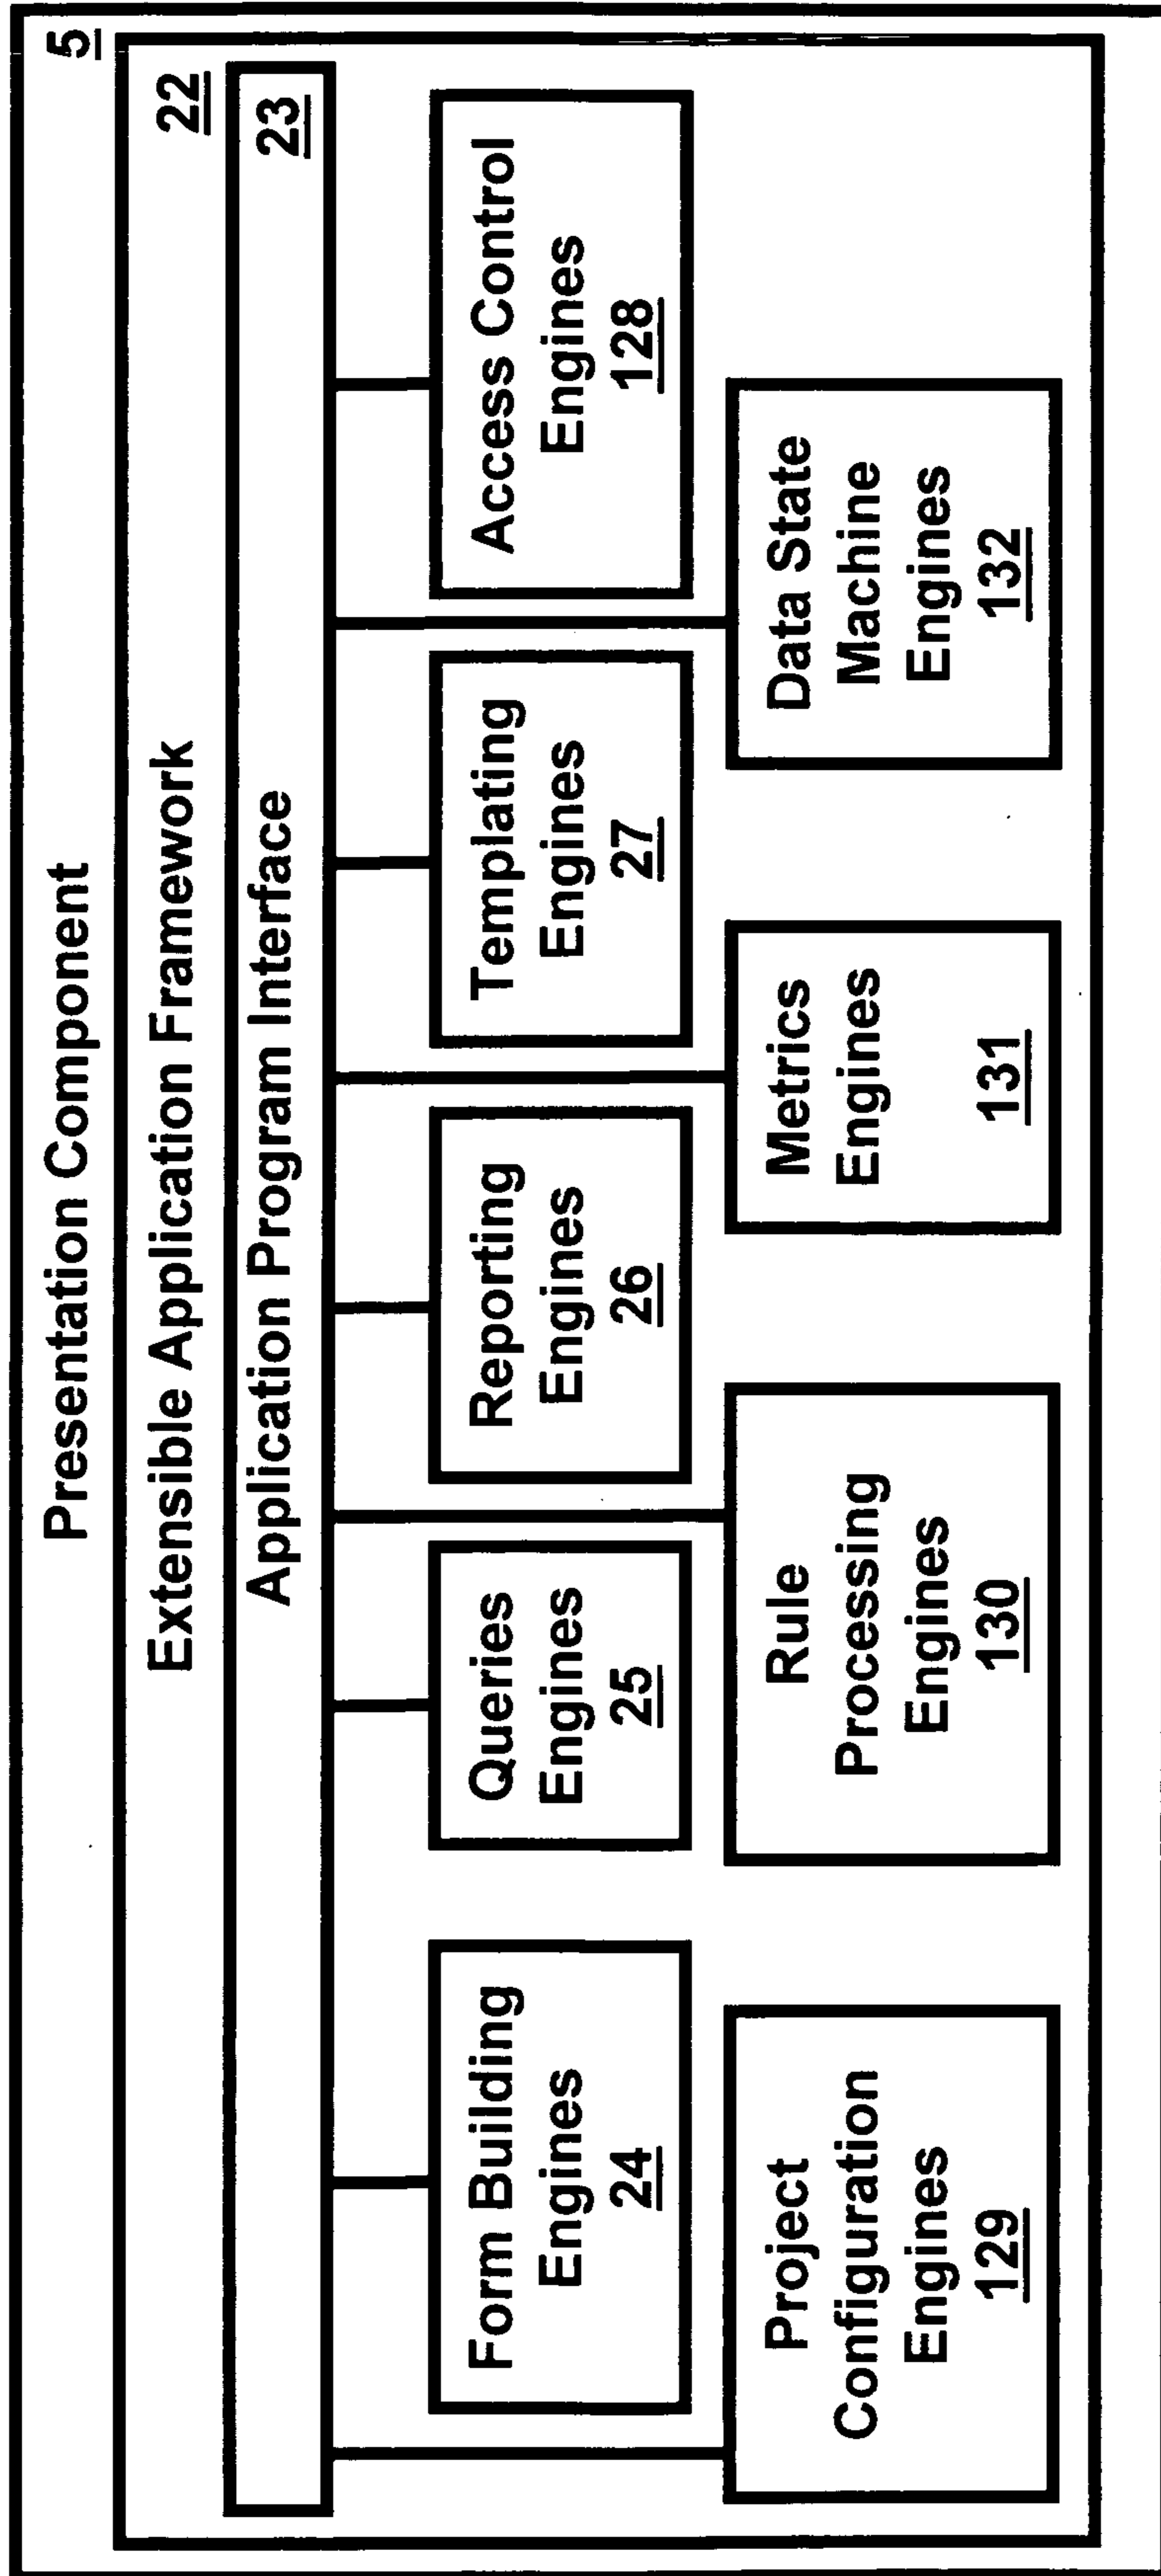 Presentation Component
5
Extensible Application Framework
22
Application Program Interface
23
Form Building
Engines
24
Queries
Engines
25
Reporting
Engines
26
Templating
Engines
27
Access Control
Engines
128
Project
Configuration
Engines
129
Rule
Processing
Engines
130
Metrics
Engines
131
Data State
Machine
Engines
132